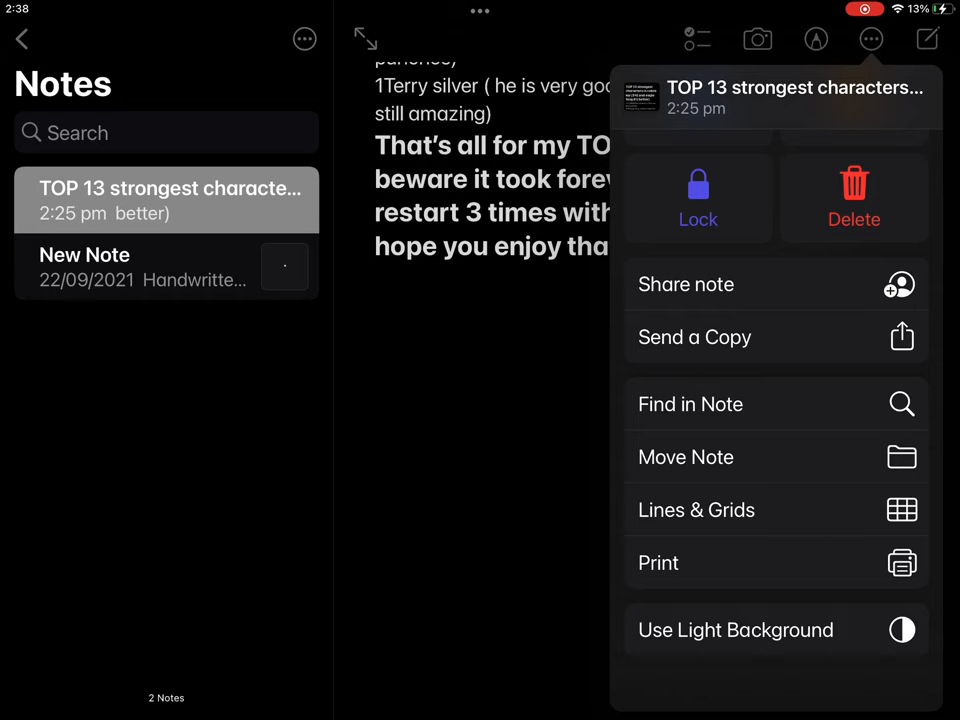 2:38
13%
Notes
Search
TOP 13 strongest characte...
2:25 pm better)
New Note
22/09/2021 Handwritte...
2 Notes
1Terry silver ( he is very goo
still amazing)
That's all for my TO
beware it took forev
restart 3 times with
hope you enjoy tha
TOP 13 strongest characters...
2:25 pm
Lock
Delete
Share note
Send a Copy
Find in Note
Move Note
Lines & Grids
Print
Use Light Background